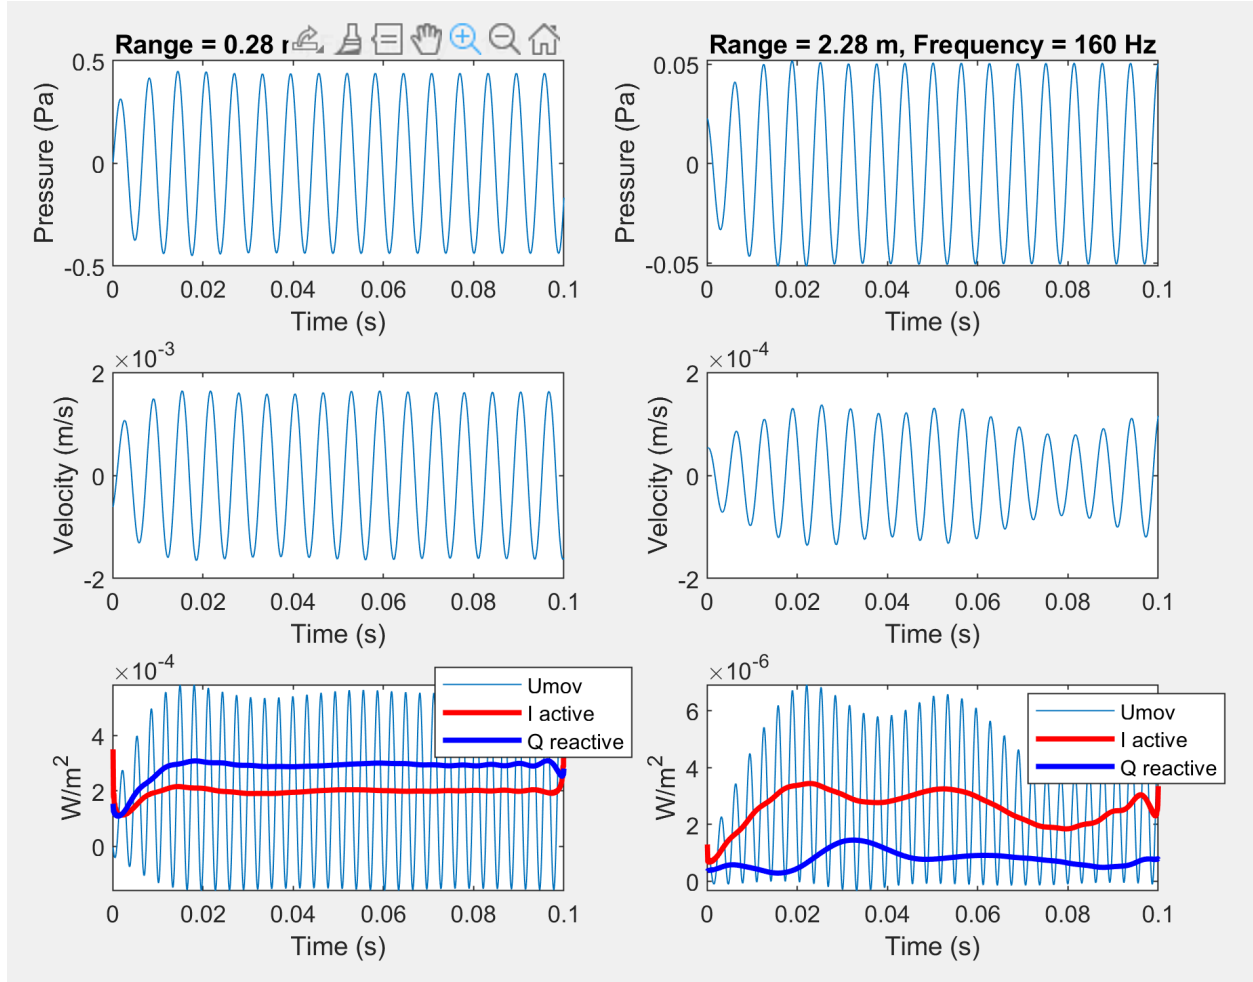 Range = 0.28
Range = 2.28 m, Frequency = 160 Hz
0.5
0
-0.5
Pressure (Pa)
0 0.02 0.04 0.06 0.08 0.1
Time (s)
0.05
0
-0.05
Pressure (Pa)
0 0.02 0.04 0.06 0.08 0.1
Time (s)
×10-3
2
0
-2
Velocity (m/s)
0 0.02 0.04 0.06 0.08 0.1
Time (s)
×10-4
2
0
-2
Velocity (m/s)
0 0.02 0.04 0.06 0.08 0.1
Time (s)
×10-4
4
2
0
W/m2
Umov
I active
Q reactive
0 0.02 0.04 0.06 0.08 0.1
Time (s)
×10-6
6
4
2
0
W/m2
Umov
I active
Q reactive
0 0.02 0.04 0.06 0.08 0.1
Time (s)